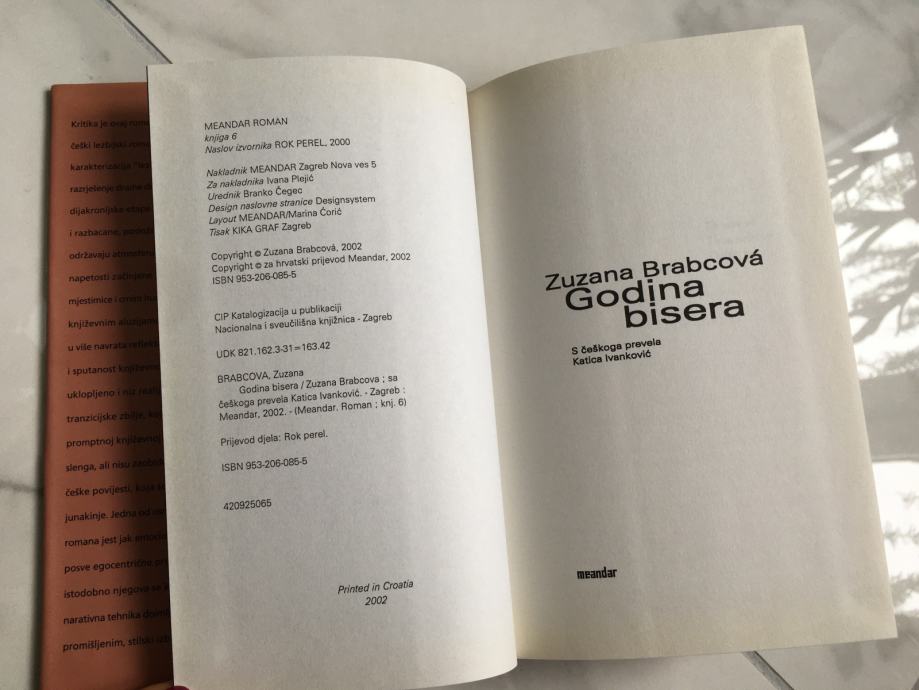 Kritika je ovaj
češki lezbijski
karakterizacija
razrješenje drame
dijakronijske etape
i razbacane,
održavaju
napetosti začinjene
mjestimice i crnim
književnim aluzijama
u više navrata
i sputanost
uklopljeno i niz
tranzicijske zbilje,
promptnoj književnoj
slenga, ali nisu
češke povijesti, koja
junakinje. Jedna od
romana jest jak
posve egocentrično
istodobno njegova se
narativna tehnika
promišljenim, stilski
MEANDAR ROMAN
knjiga 6
Naslov izvornika ROK PEREL, 2000
Nakladnik MEANDAR Zagreb Nova ves 5
Za nakladnika Ivana Plejić
Urednik Branko Čegec
Design naslovne stranice Designsystem
Layout MEANDAR/Marina Ćorić
Tisak KIKA GRAF Zagreb
Copyright © Zuzana Brabcová, 2002
Copyright © za hrvatski prijevod Meandar, 2002
ISBN 953-206-085-5
CIP Katalogizacija u publikaciji
Nacionalna i sveučilišna knjižnica - Zagreb
UDK 821.162.3-31=163.42
BRABCOVA, Zuzana
Godina bisera / Zuzana Brabcova ; sa
češkoga prevela Katica Ivanković. - Zagreb :
Meandar, 2002. - (Meandar. Roman ; knj. 6)
Prijevod djela: Rok perel.
ISBN 953-206-085-5
420925065
Printed in Croatia
2002
Zuzana Brabcová
Godina
bisera
S češkoga prevela
Katica Ivanković
meandar